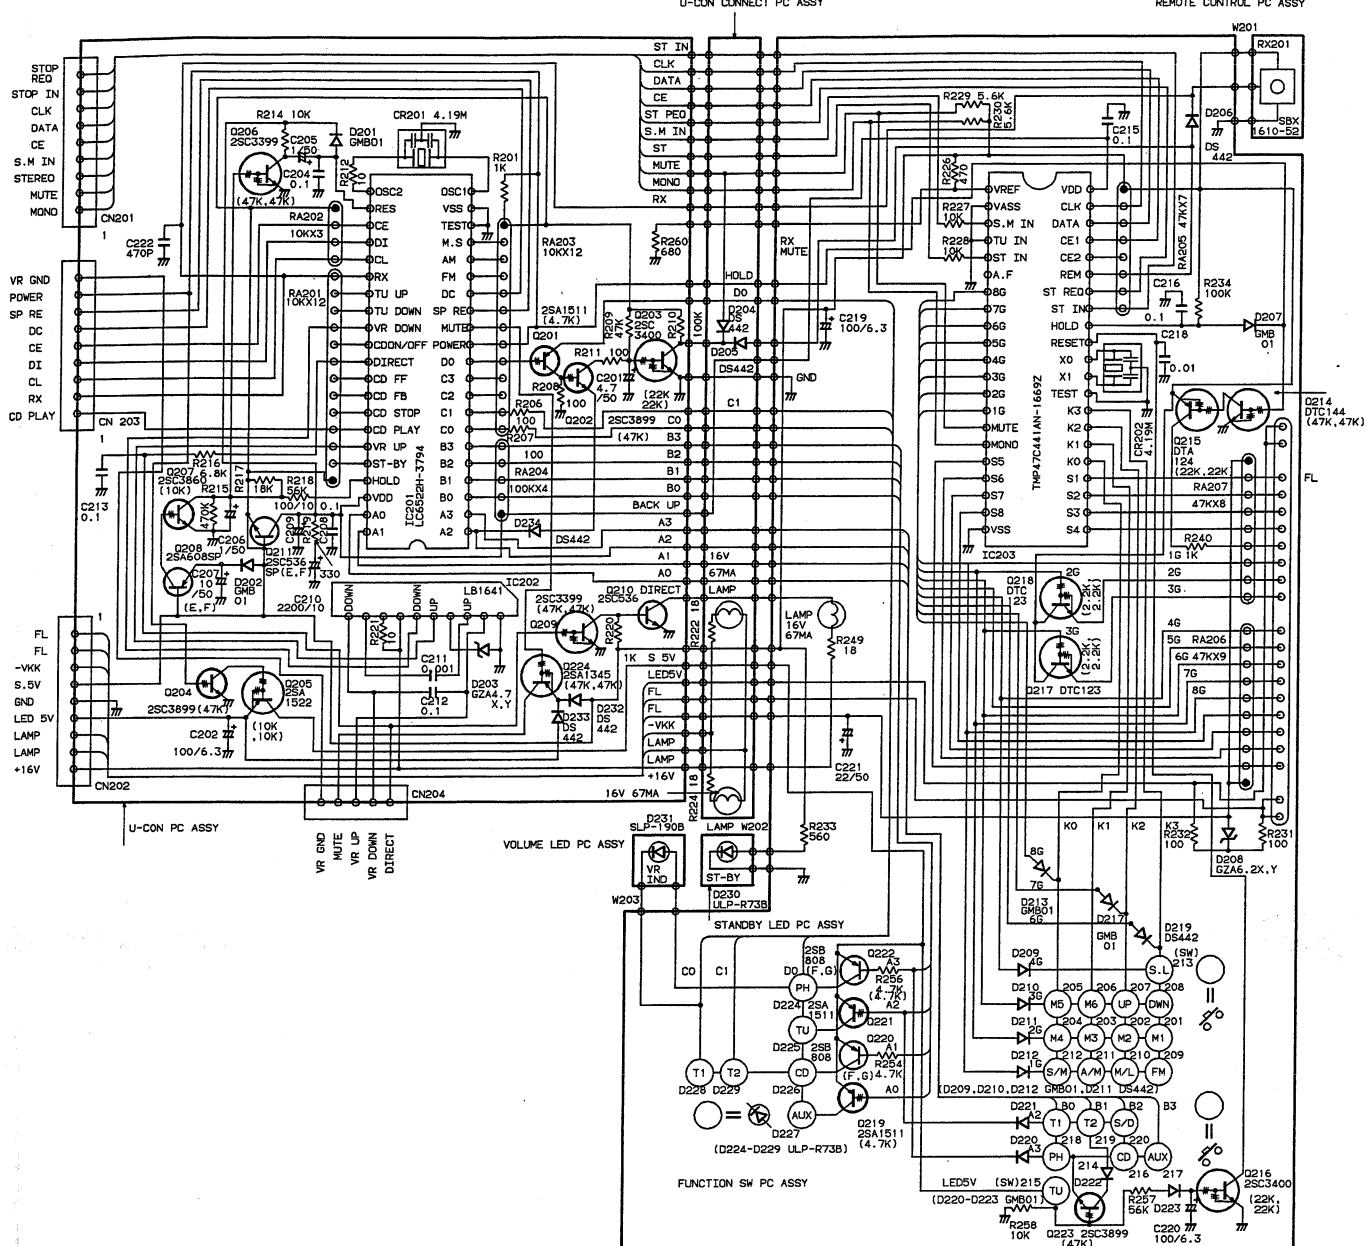 U-CON CONNECT PC ASSY
REMOTE CONTROL PC ASSY
W201
RX201
SBX
1610-52
STOP
REQ
STOP IN
CLK
DATA
CE
S.M IN
STEREO
MUTE
MONO
CN201
1
VR GND
POWER
SP RE
DC
CE
DI
CL
RX
CD PLAY
CN 203
1
FL
FL
-VKK
S.5V
GND
LED 5V
LAMP
LAMP
+16V
1
CN202
U-CON PC ASSY
VR GND
MUTE
VR UP
VR DOWN
DIRECT
CN204
R214 10K
Q206
2SC3399
(47K,47K)
C205
1/50
C204
0.1
D201
GMB01
CR201 4.19M
R212
10
R201
1K
RA202
10KX3
C222
470P
RA201
10KX12
RA203
10KX12
OSC2
RES
CE
DI
CL
RX
TU UP
TU DOWN
VR DOWN
CDON/OFF
DIRECT
CD FF
CD FB
CD STOP
CD PLAY
VR UP
ST-BY
HOLD
VDD
A0
A1
OSC1
VSS
TEST
M.S
AM
FM
DC
SP RE
MUTE
POWER
D0
C3
C2
C1
C0
B3
B2
B1
B0
A3
A2
IC201
LC6522H-3794
C213
0.1
R216
6.8K
Q207
2SC3860
(10K)
R215
470K
R217
18K
R218
56K
100/10
0.1
C206
1/50
Q208
2SA608SP
C207
10
/50
(E,F)
D202
GMB
01
Q211
2SC536
SP(E,F)
C209
R219
C208
330
C210
2200/10
IC202
LB1641
DOWN
DOWN
UP
UP
R221
10
C211
0.001
C212
0.1
D203
GZA4.7
X,Y
Q204
2SC3899(47K)
Q205
2SA
1522
(10K
,10K)
C202
100/6.3
Q209
2SC3399
(47K,47K)
Q210
2SC536
DIRECT
R220
1K
Q224
2SA1345
(47K,47K)
D233
DS
442
D232
DS
442
2SA1511
(4.7K)
Q201
R208
100
R211 100
R209
47K
Q203
2SC
3400
R210
100K
C201
4.7
/50
(22K
22K)
Q202
2SC3899
(47K)
R206
100
R207
100
RA204
100KX4
D234
DS442
ST IN
CLK
DATA
CE
ST REQ
S.M IN
ST
MUTE
MONO
RX
R260
680
RX
MUTE
HOLD
D0
D204
DS
442
D205
DS442
C219
100/6.3
GND
C1
C0
B3
B2
B1
B0
BACK UP
A3
A2
A1
A0
16V
67MA
LAMP
R222 18
LAMP
16V
67MA
R249
18
S 5V
LED5V
FL
FL
-VKK
LAMP
LAMP
+16V
R224 18
16V 67MA
C221
22/50
LAMP W202
R233
560
VOLUME LED PC ASSY
D231
SLP-190B
VR
IND
W203
ST-BY
D230
ULP-R73B
STANDBY LED PC ASSY
R229 5.6K
R230
5.6K
C215
0.1
D206
DS
442
R226
470
R227
10K
R228
10K
RA205 47KX7
VREF
VASS
S.M IN
TU IN
ST IN
A.F
8G
7G
6G
5G
4G
3G
2G
1G
MUTE
MONO
S5
S6
S7
S8
VSS
VDD
CLK
DATA
CE1
CE2
REM
ST REQ
ST IN
HOLD
RESET
X0
X1
TEST
K3
K2
K1
K0
S1
S2
S3
S4
TMP47C441AN-1669Z
IC203
C216
0.1
R234
100K
D207
GMB
01
C218
0.01
CR202
4.19M
Q214
DTC144
(47K,47K)
Q215
DTA
124
(22K,22K)
FL
RA207
47KX8
R240
1K
1G
2G
3G
4G
5G
6G
7G
8G
RA206
47KX9
2G
Q218
DTC
123
(2.2K
2.2K)
3G
Q217 DTC123
(2.2K
2.2K)
K0
K1
K2
K3
R232
100
D208
GZA6.2X,Y
R231
100
8G
D213
GMB01
7G
D217
GMB
01
6G
D219
DS442
(SW)
213
S.L
D209
4G
D210
3G
D211
2G
D212
1G
205
206
207
208
M5
M6
UP
DWN
204
203
202
201
M4
M3
M2
M1
212
211
210
209
S/M
A/M
M/L
FM
(D209,D210,D212 GMB01,D211 DS442)
D221
A2
B0
B1
B2
B3
T1
T2
S/D
D220
A3
218
219
220
PH
CD
AUX
214
216
217
LED5V
(SW)215
TU
(D220-D223 GMB01)
D222
R258
10K
Q223 2SC3899
(47K)
R257
56K
D223
C220
100/6.3
Q216
2SC3400
(22K,
22K)
C0
C1
D0
2SB
808
(F,G)
Q222
A3
R256
4.7K
(4.7K)
PH
D224
2SA
1511
A2
Q221
TU
D225
2SB
808
Q220
A1
R254
4.7K
(F,G)
T1
T2
CD
D228
D229
D226
A0
AUX
D227
Q219
2SA1511
(4.7K)
(D224-D229 ULP-R73B)
FUNCTION SW PC ASSY